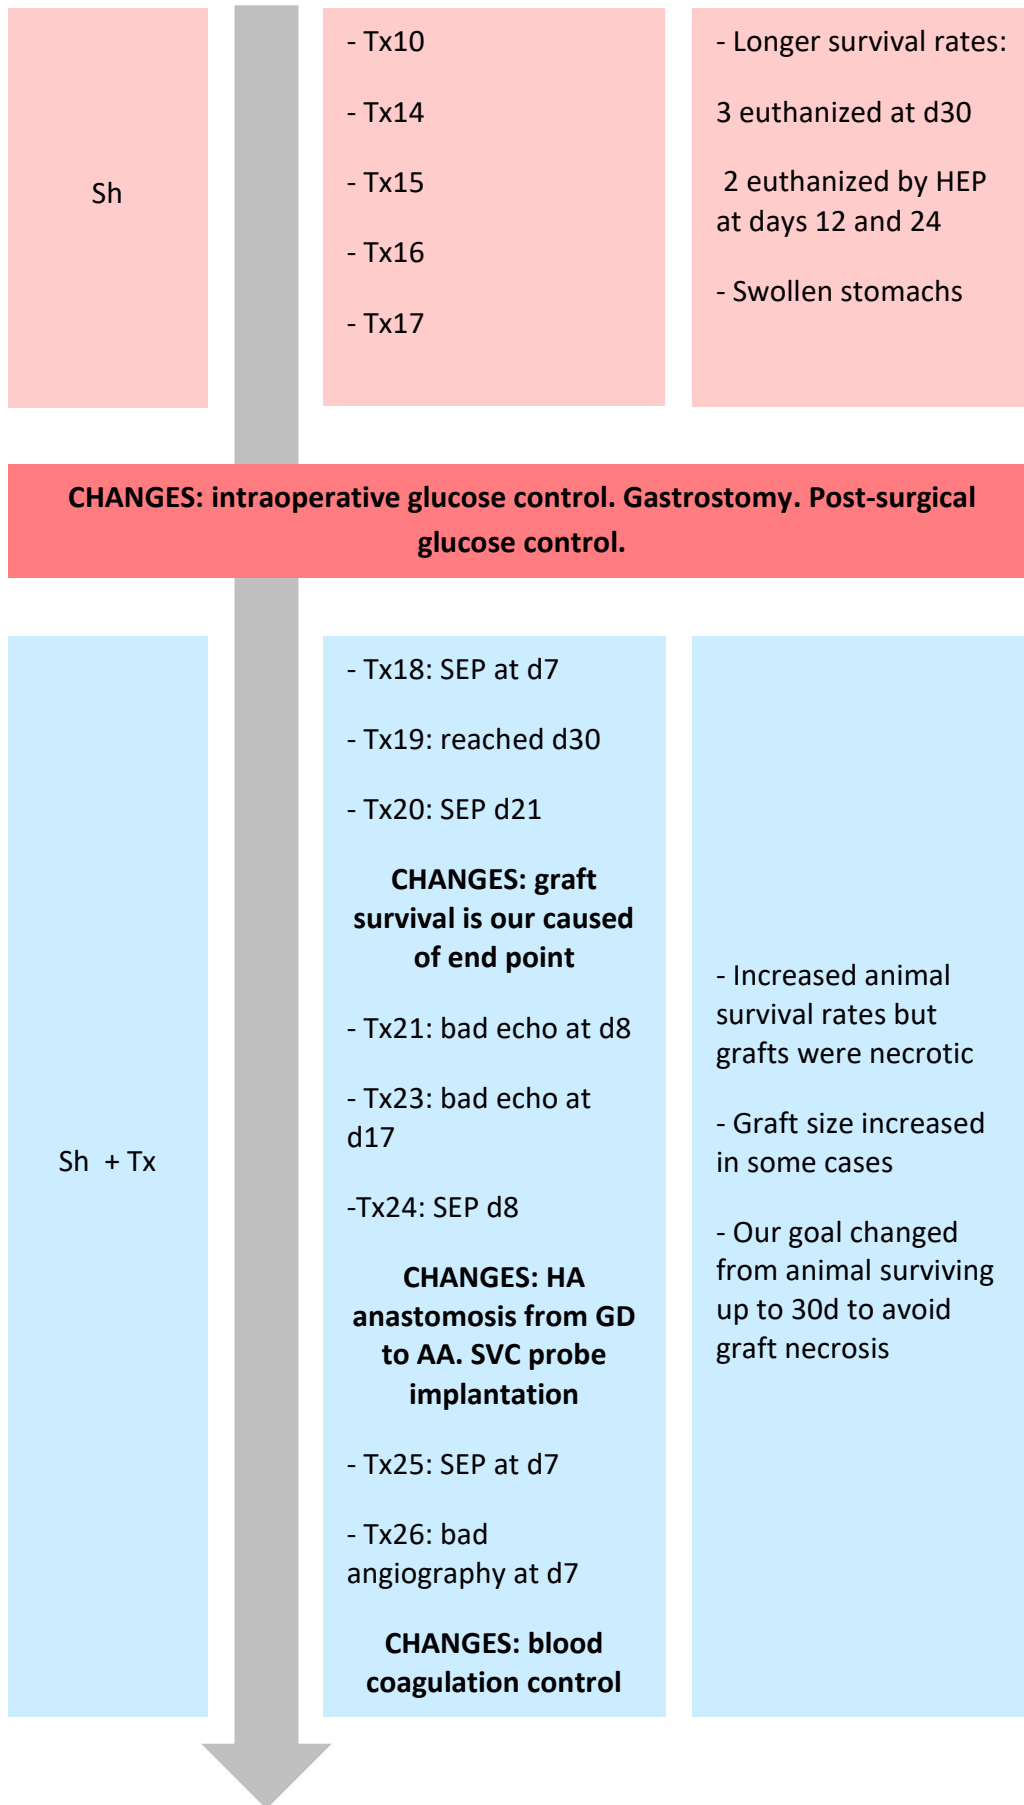 Sh
- Tx10
- Tx14
- Tx15
- Tx16
- Tx17
- Longer survival rates:
3 euthanized at d30
2 euthanized by HEP
at days 12 and 24
- Swollen stomachs
CHANGES: intraoperative glucose control. Gastrostomy. Post-surgical
glucose control.
Sh + Tx
- Tx18: SEP at d7
- Tx19: reached d30
- Tx20: SEP d21
CHANGES: graft
survival is our caused
of end point
- Tx21: bad echo at d8
- Tx23: bad echo at
d17
-Tx24: SEP d8
CHANGES: HA
anastomosis from GD
to AA. SVC probe
implantation
- Tx25: SEP at d7
- Tx26: bad
angiography at d7
CHANGES: blood
coagulation control
- Increased animal
survival rates but
grafts were necrotic
- Graft size increased
in some cases
- Our goal changed
from animal surviving
up to 30d to avoid
graft necrosis